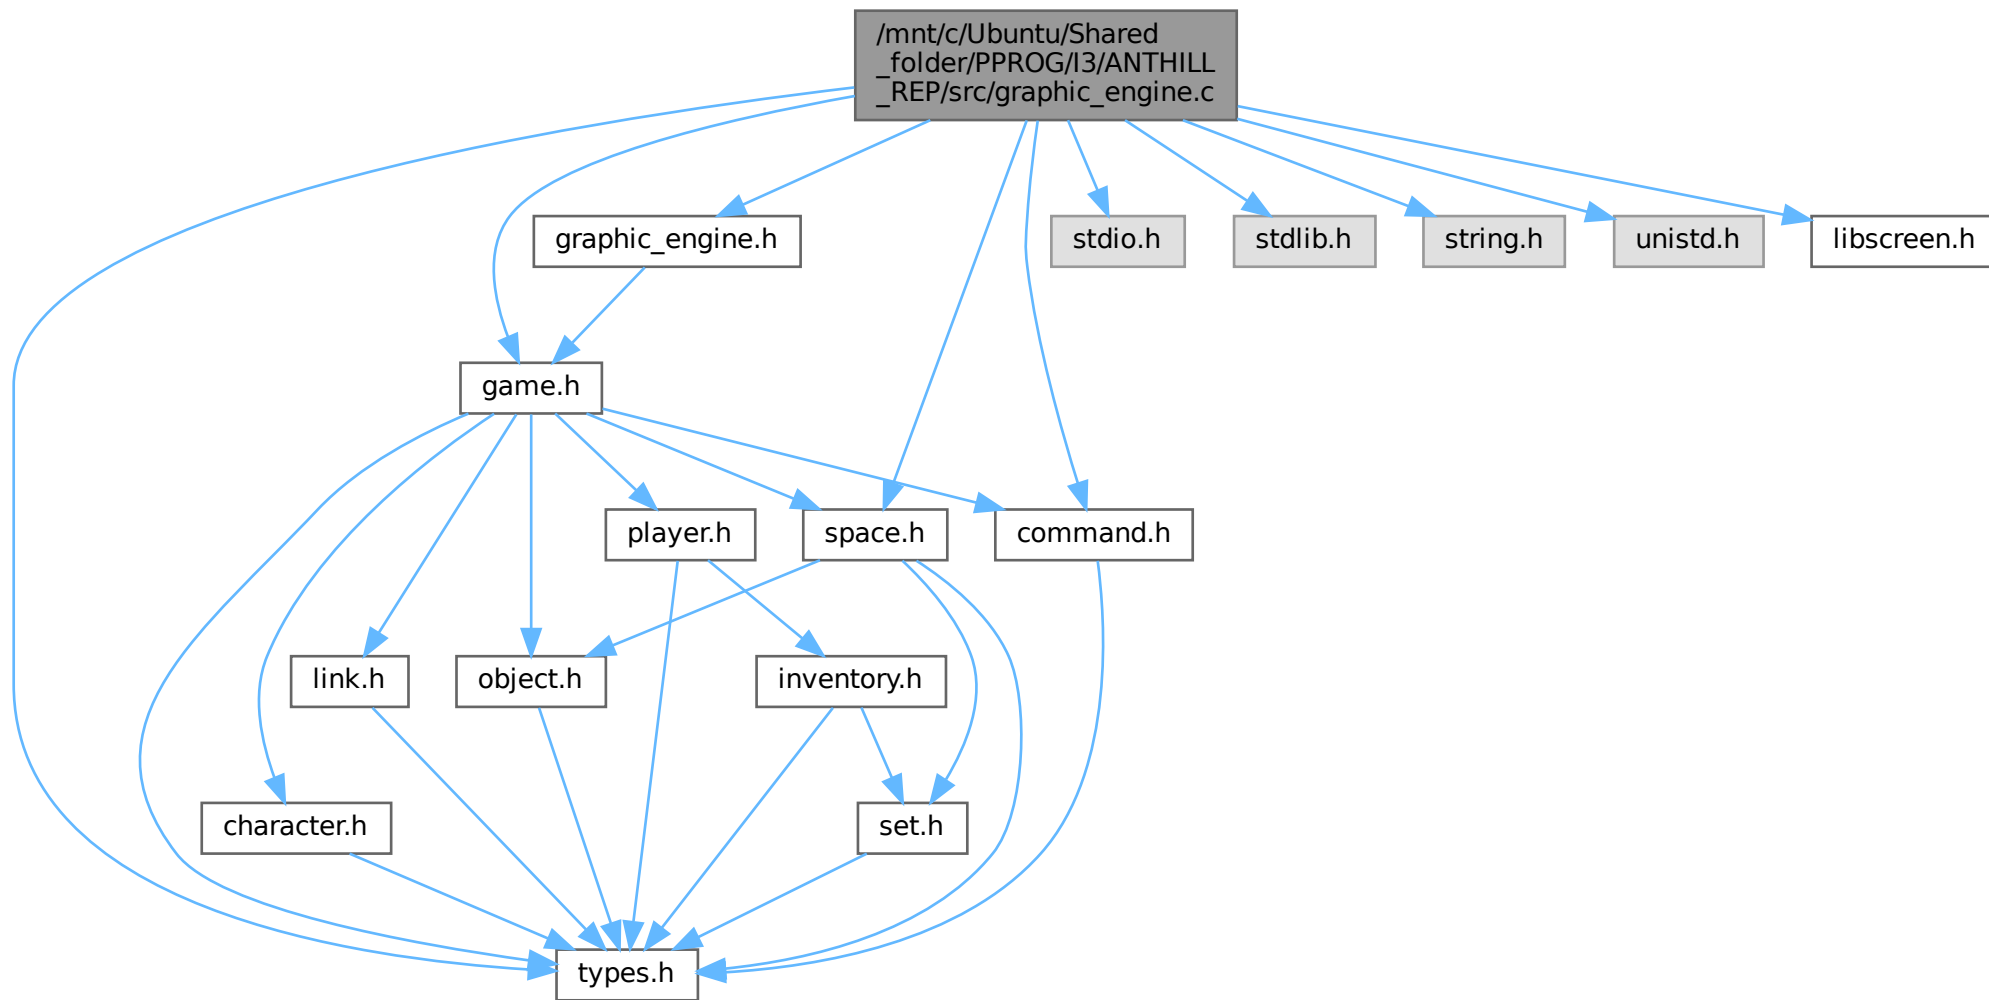 /mnt/c/Ubuntu/Shared
_folder/PPROG/I3/ANTHILL
_REP/src/graphic_engine.c
graphic_engine.h
stdio.h
stdlib.h
string.h
unistd.h
libscreen.h
game.h
player.h
space.h
command.h
link.h
object.h
inventory.h
character.h
set.h
types.h